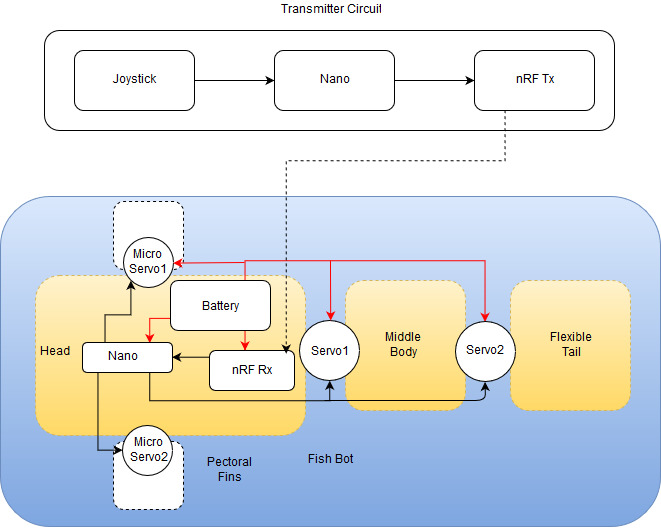 Transmitter Circuit
Joystick
Nano
nRF Tx
Micro
Servo1
Battery
Head
Nano
nRF Rx
Servo1
Middle
Body
Servo2
Flexible
Tail
Micro
Servo2
Pectoral
Fins
Fish Bot